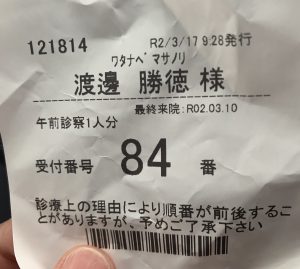 121814 R2/3/17 9:28発行
ワタナベ マサノリ
渡邊 勝徳 様
最終来院:R02.03.10
午前診察1人分
受付番号 84 番
診療上の理由により順番が前後するこ
とがありますが、予めご了承下さい